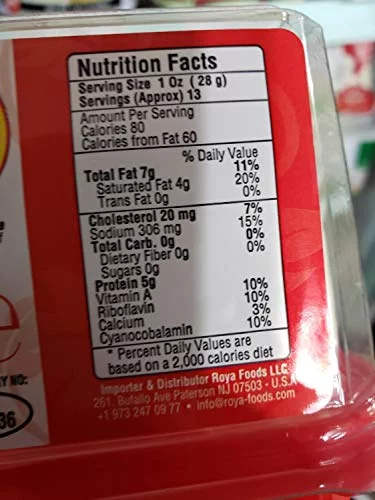 Nutrition Facts
Serving Size 1 Oz ( 28 g)
Servings (Approx) 13
Amount Per Serving
Calories 80
Calories from Fat 60
% Daily Value
Total Fat 7g 11%
Saturated Fat 4g 20%
Trans Fat 0g 0%
Cholesterol 20 mg 7%
Sodium 306 mg 15%
Total Carb. 0g 0%
Dietary Fiber 0g 0%
Sugars 0g
Protein 5g
Vitamin A 10%
Riboflavin 10%
Calcium 3%
Cyanocobalamin 10%
* Percent Daily Values are
based on a 2,000 calories diet
Importer & Distributor Roya Foods LLC
261, Bufallo Ave Paterson NJ 07503 - U.S.A
+1 973 247 09 77 • info@roya-foods.com
e
Y NO:
36